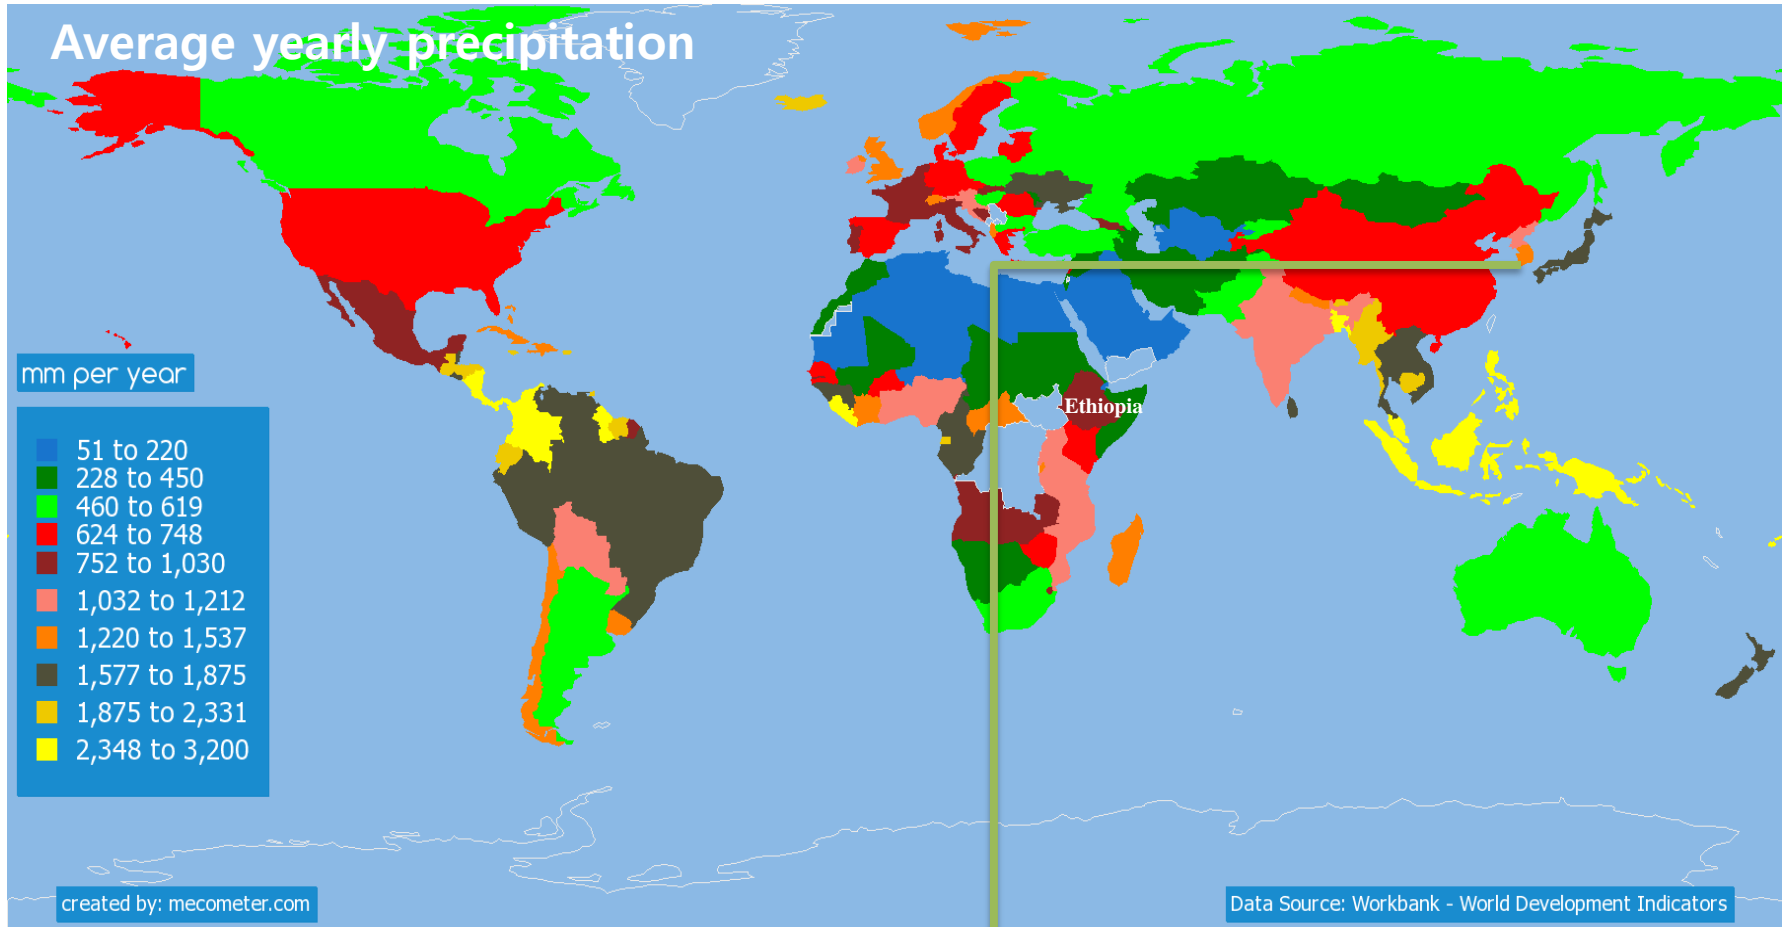 Average yearly precipitation
mm per year
51 to 220
228 to 450
460 to 619
624 to 748
752 to 1,030
1,032 to 1,212
1,220 to 1,537
1,577 to 1,875
1,875 to 2,331
2,348 to 3,200
Ethiopia
created by: mecometer.com
Data Source: Workbank - World Development Indicators